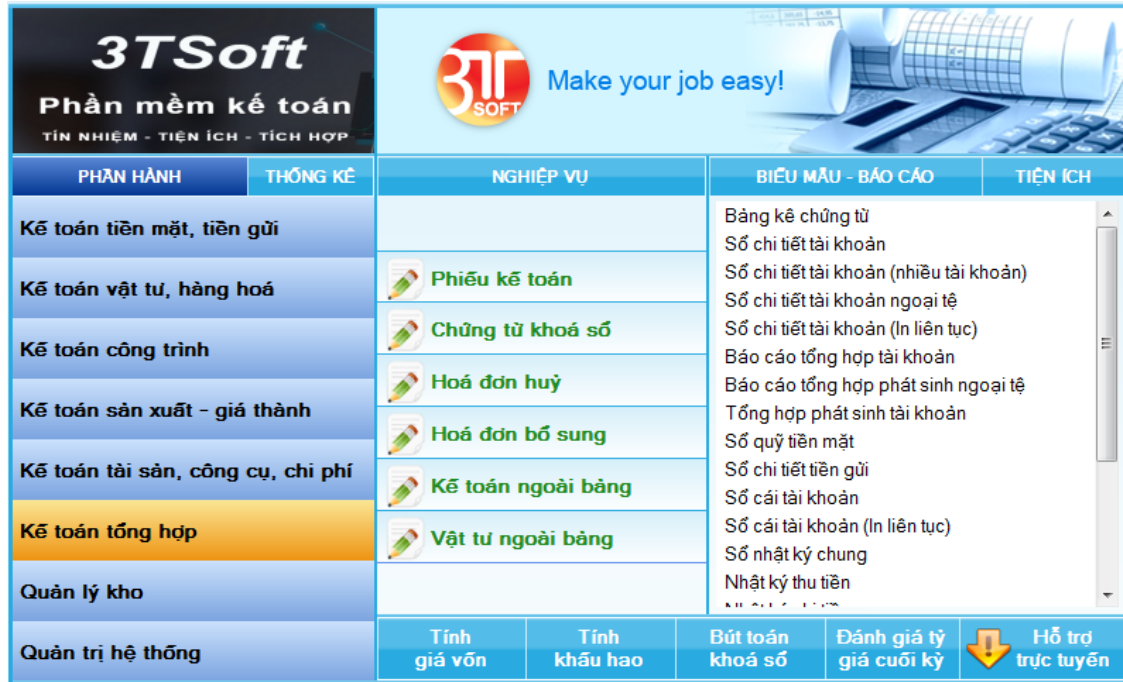 3TSoft
Phần mềm kế toán
TÍN NHIỆM - TIỆN ÍCH - TÍCH HỢP
3T
SOFT
Make your job easy!
PHÂN HÀNH
THỐNG KÊ
NGHIỆP VỤ
BIỂU MẪU - BÁO CÁO
TIỆN ÍCH
Kế toán tiền mặt, tiền gửi
Kế toán vật tư, hàng hoá
Kế toán công trình
Kế toán sản xuất - giá thành
Kế toán tài sản, công cụ, chi phí
Kế toán tổng hợp
Quản lý kho
Quản trị hệ thống
Phiếu kế toán
Chứng từ khoá sổ
Hoá đơn huỷ
Hoá đơn bổ sung
Kế toán ngoài bảng
Vật tư ngoài bảng
Bảng kê chứng từ
Sổ chi tiết tài khoản
Sổ chi tiết tài khoản (nhiều tài khoản)
Sổ chi tiết tài khoản ngoại tệ
Sổ chi tiết tài khoản (In liên tục)
Báo cáo tổng hợp tài khoản
Báo cáo tổng hợp phát sinh ngoại tệ
Tổng hợp phát sinh tài khoản
Sổ quỹ tiền mặt
Sổ chi tiết tiền gửi
Sổ cái tài khoản
Sổ cái tài khoản (In liên tục)
Sổ nhật ký chung
Nhật ký thu tiền
Tính
giá vốn
Tính
khấu hao
Bút toán
khoá sổ
Đánh giá tỷ
giá cuối kỳ
Hỗ trợ
trực tuyến